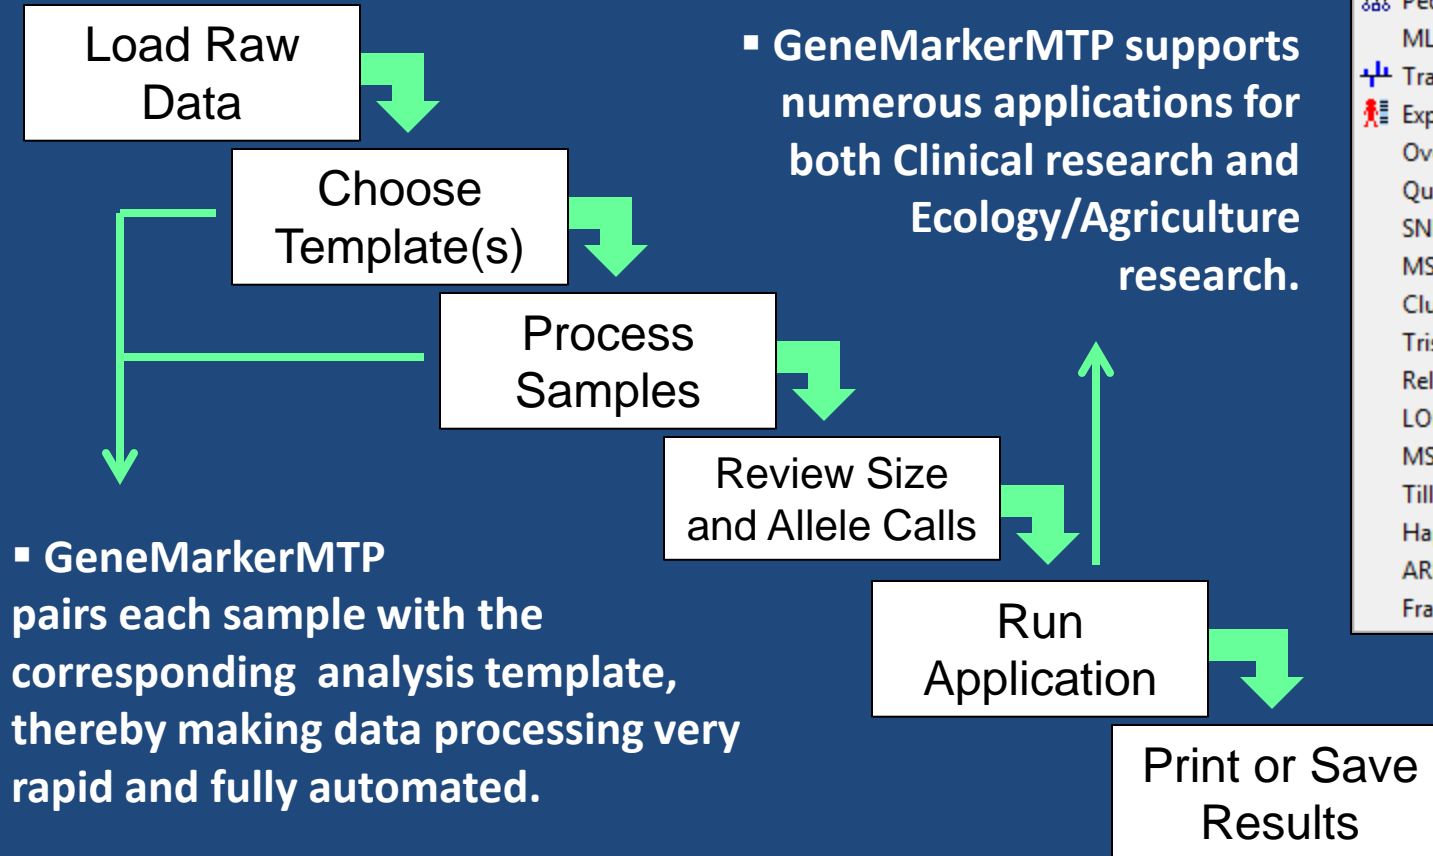 Load Raw
Data
Choose
Template(s)
Process
Samples
Review Size
and Allele Calls
Run
Application
Print or Save
Results
▪ GeneMarkerMTP supports
numerous applications for
both Clinical research and
Ecology/Agriculture
research.
▪ GeneMarkerMTP
pairs each sample with the
corresponding analysis template,
thereby making data processing very
rapid and fully automated.
ML
Tra
Exp
Ov
Qu
SN
MS
Clu
Tris
Rel
LO
MS
Till
Ha
AR
Fra